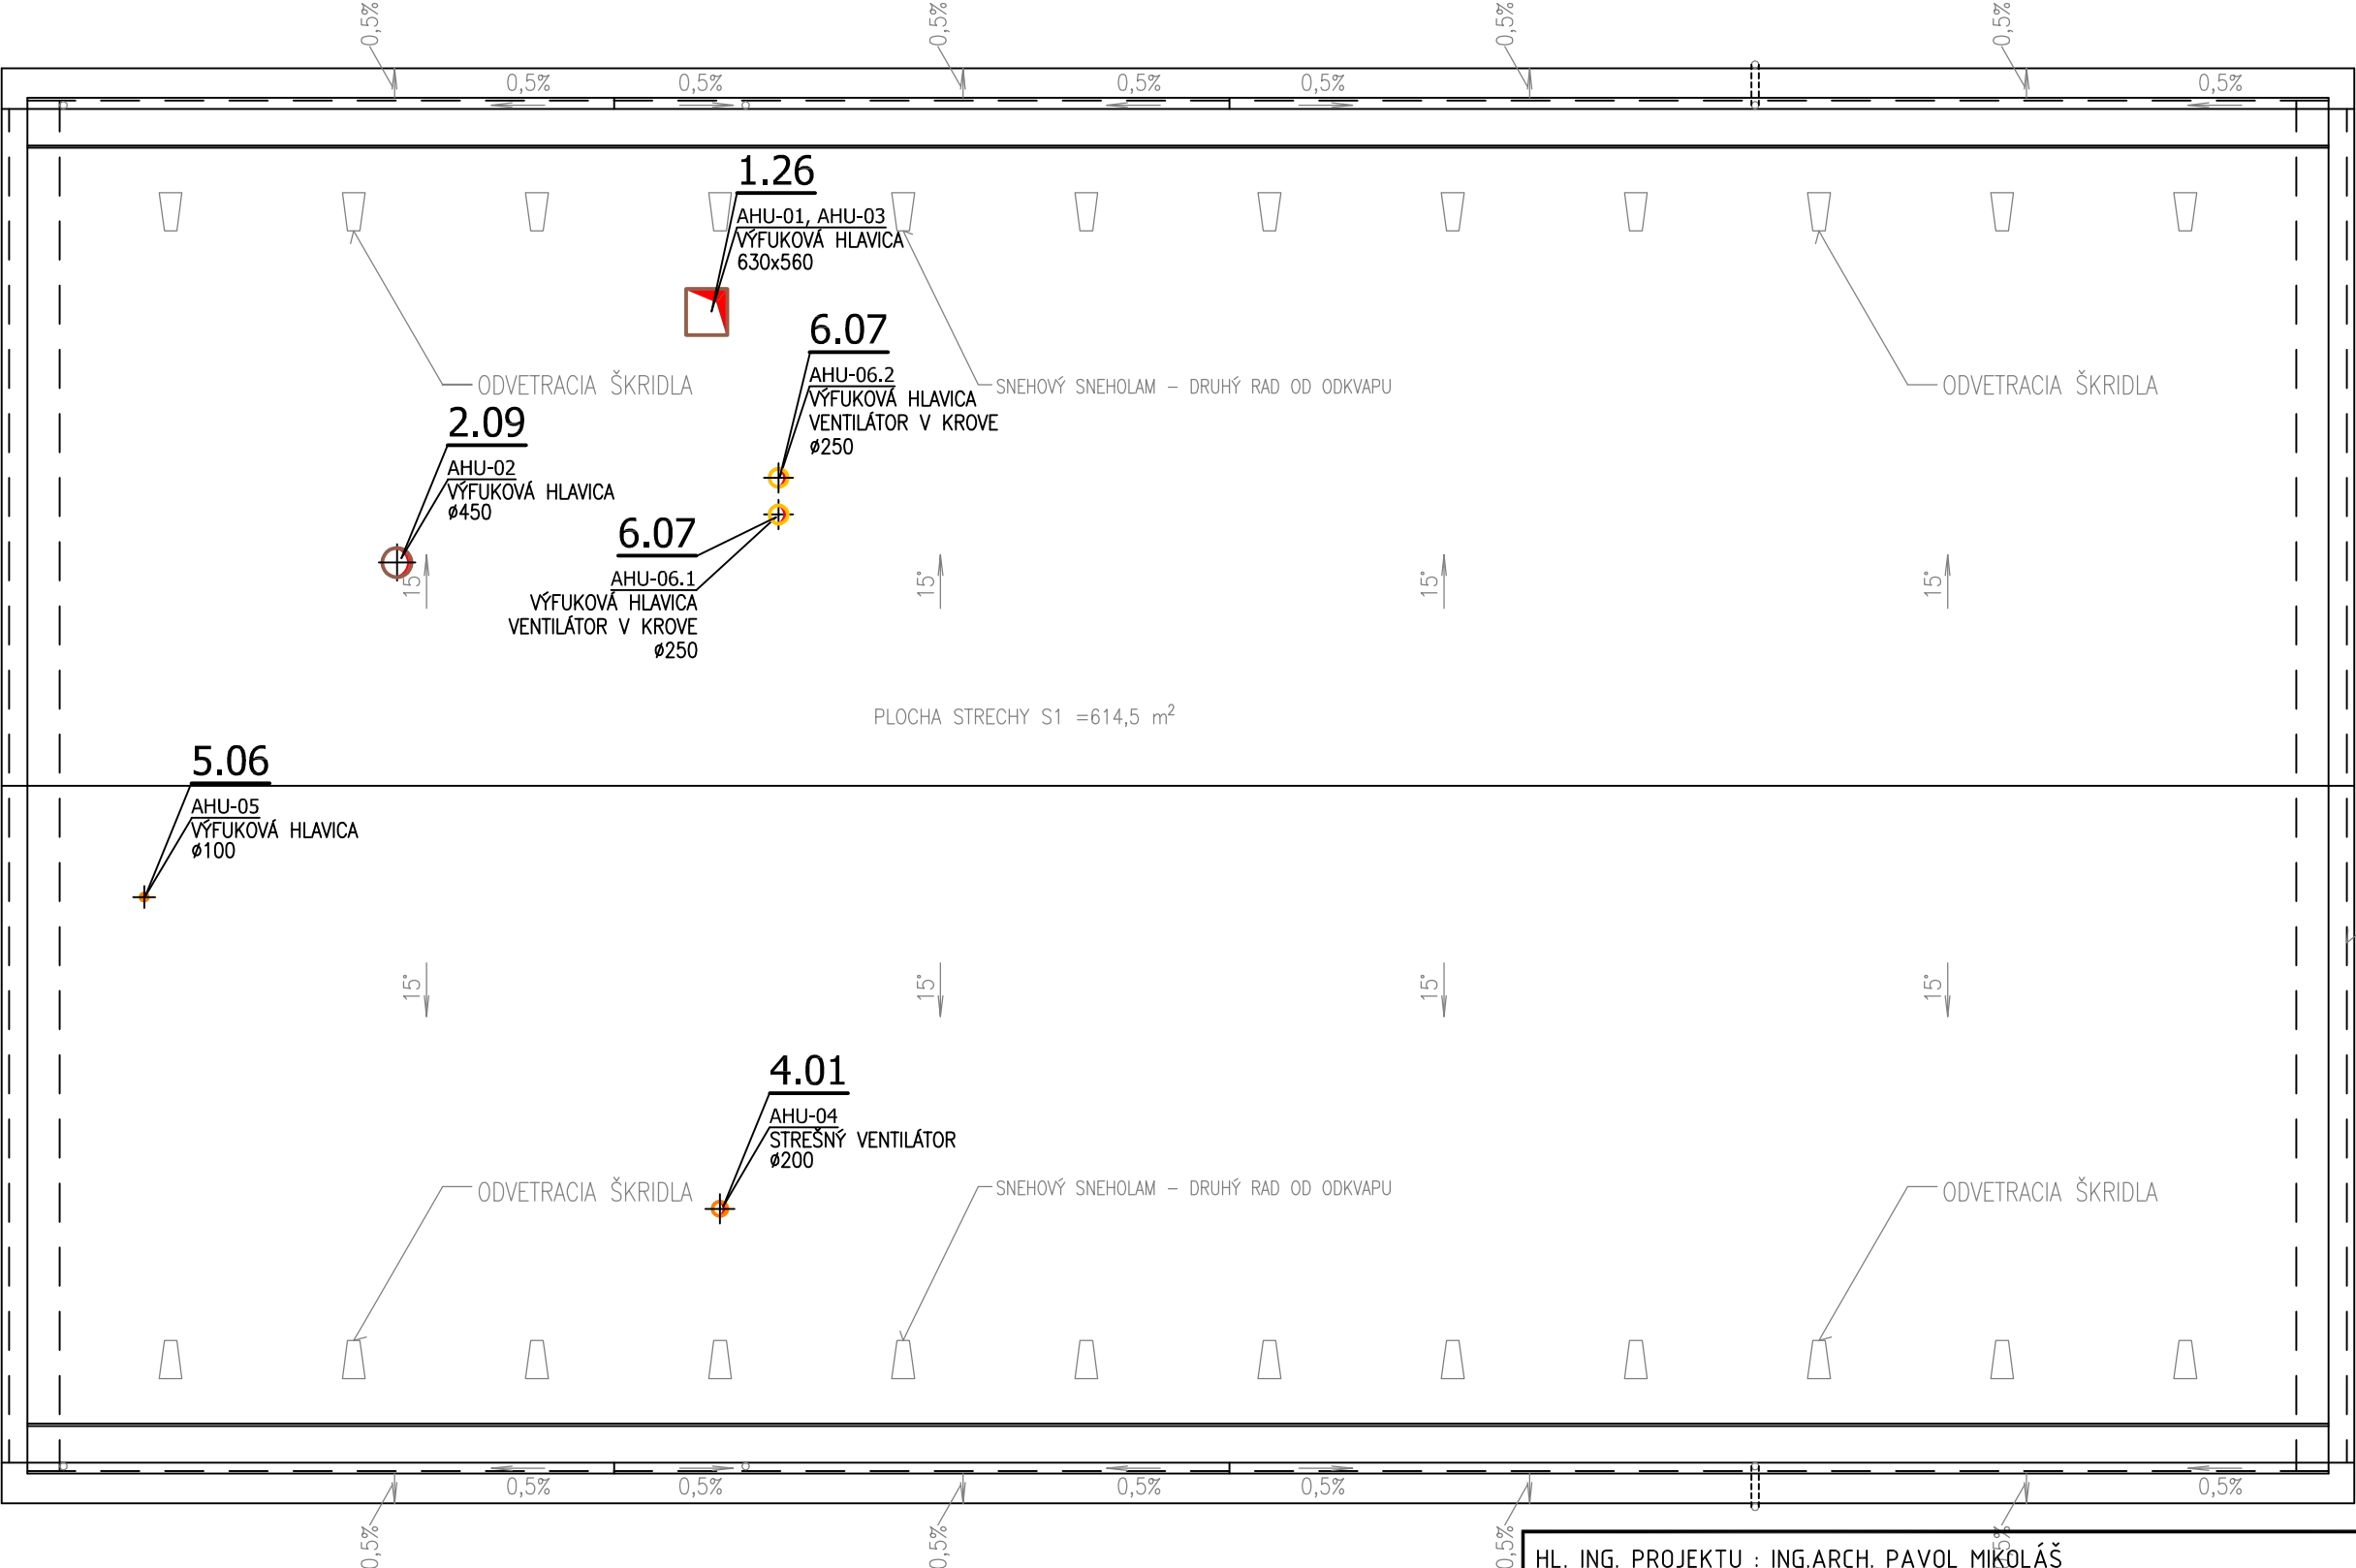 0,5%
0,5%
0,5%
0,5%
0,5%
0,5%
0,5%
0,5%
0,5%
1.26
AHU-01, AHU-03
VÝFUKOVÁ HLAVICA
630x560
6.07
AHU-06.2
VÝFUKOVÁ HLAVICA
VENTILÁTOR V KROVE
ø250
ODVETRACIA ŠKRIDLA
SNEHOVÝ SNEHOLAM - DRUHÝ RAD OD ODKVAPU
ODVETRACIA ŠKRIDLA
2.09
AHU-02
VÝFUKOVÁ HLAVICA
ø450
6.07
AHU-06.1
VÝFUKOVÁ HLAVICA
VENTILÁTOR V KROVE
ø250
15°
15°
15°
15°
PLOCHA STRECHY S1 =614,5 m²
5.06
AHU-05
VÝFUKOVÁ HLAVICA
ø100
15°
15°
15°
15°
4.01
AHU-04
STREŠNÝ VENTILÁTOR
ø200
ODVETRACIA ŠKRIDLA
SNEHOVÝ SNEHOLAM - DRUHÝ RAD OD ODKVAPU
ODVETRACIA ŠKRIDLA
0,5%
0,5%
0,5%
0,5%
0,5%
0,5%
0,5%
0,5%
0,5%
HL. ING. PROJEKTU : ING.ARCH. PAVOL MIKOLÁŠ